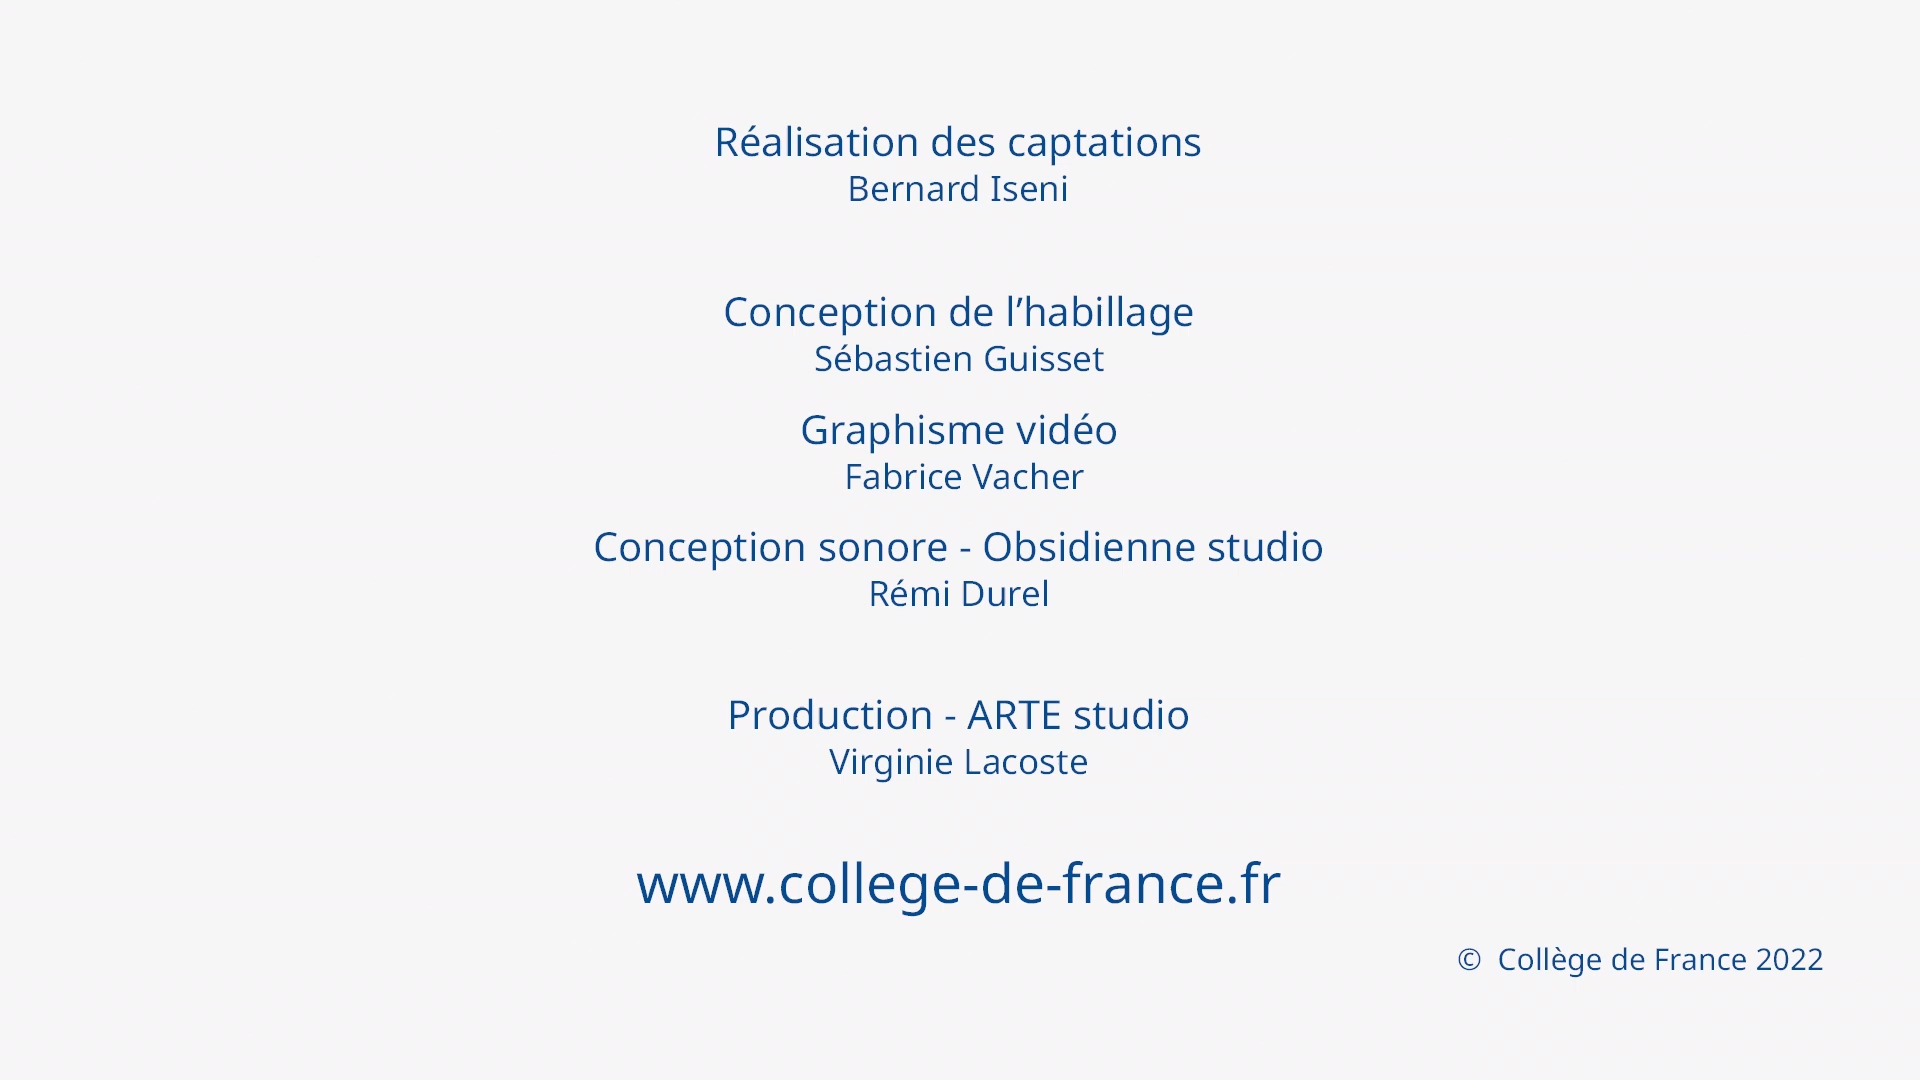 Réalisation des captations
Bernard Iseni
Conception de l’habillage
Sébastien Guisset
Graphisme vidéo
Fabrice Vacher
Conception sonore - Obsidienne studio
Rémi Durel
Production - ARTE studio
Virginie Lacoste
www.college-de-france.fr
© Collège de France 2022